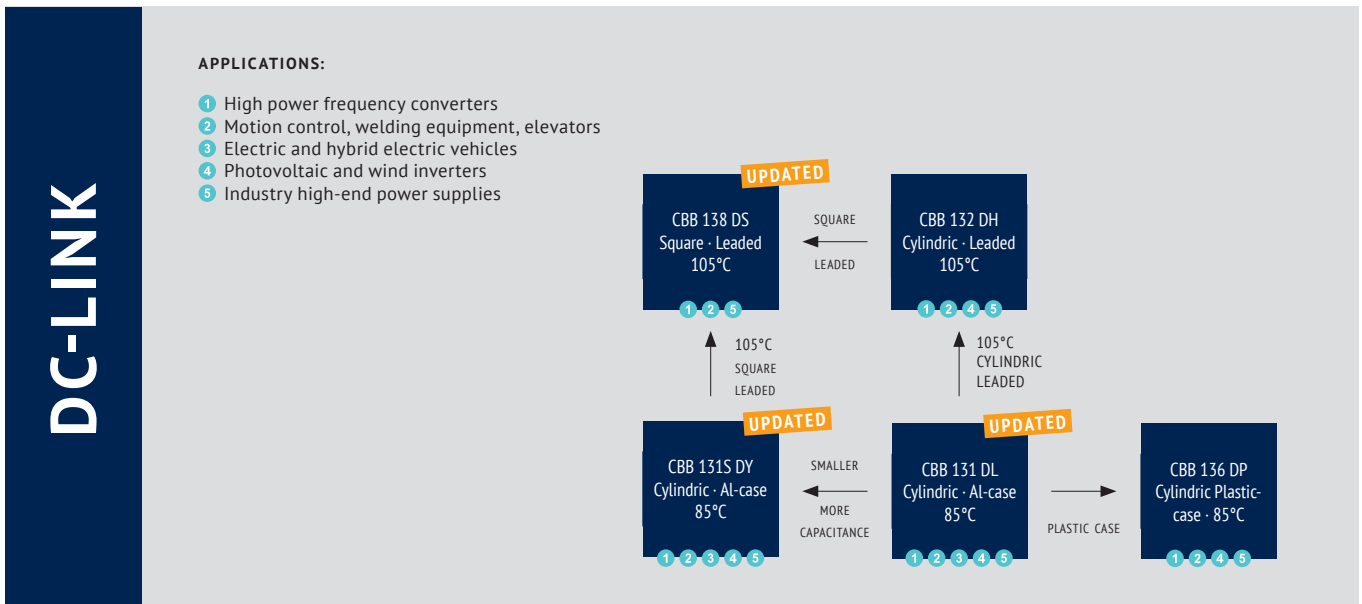 DC-LINK
APPLICATIONS:
1 High power frequency converters
2 Motion control, welding equipment, elevators
3 Electric and hybrid electric vehicles
4 Photovoltaic and wind inverters
5 Industry high-end power supplies
UPDATED
CBB 138 DS
Square · Leaded
105°C
1 2 5
SQUARE
LEADED
CBB 132 DH
Cylindric · Leaded
105°C
1 2 4 5
105°C
SQUARE
LEADED
105°C
CYLINDRIC
LEADED
UPDATED
CBB 131S DY
Cylindric · Al-case
85°C
1 2 3 4 5
SMALLER
MORE
CAPACITANCE
UPDATED
CBB 131 DL
Cylindric · Al-case
85°C
1 2 3 4 5
PLASTIC CASE
CBB 136 DP
Cylindric Plastic-
case · 85°C
1 2 4 5